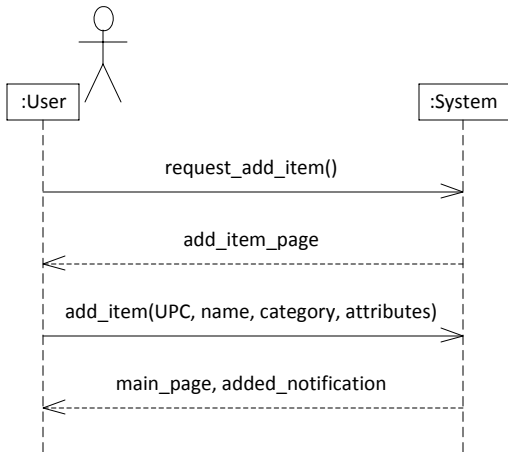 :User
:System
request_add_item()
add_item_page
add_item(UPC, name, category, attributes)
main_page, added_notification